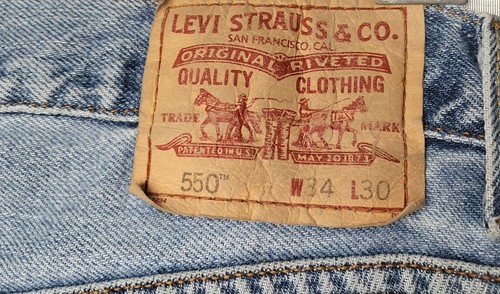 LEVI STRAUSS & CO.
SAN FRANCISCO, CAL.
ORIGINAL RIVETED
QUALITY CLOTHING
TRADE MARK
PATENTED IN U.S. MAY 20 1873
550™ W34 L30